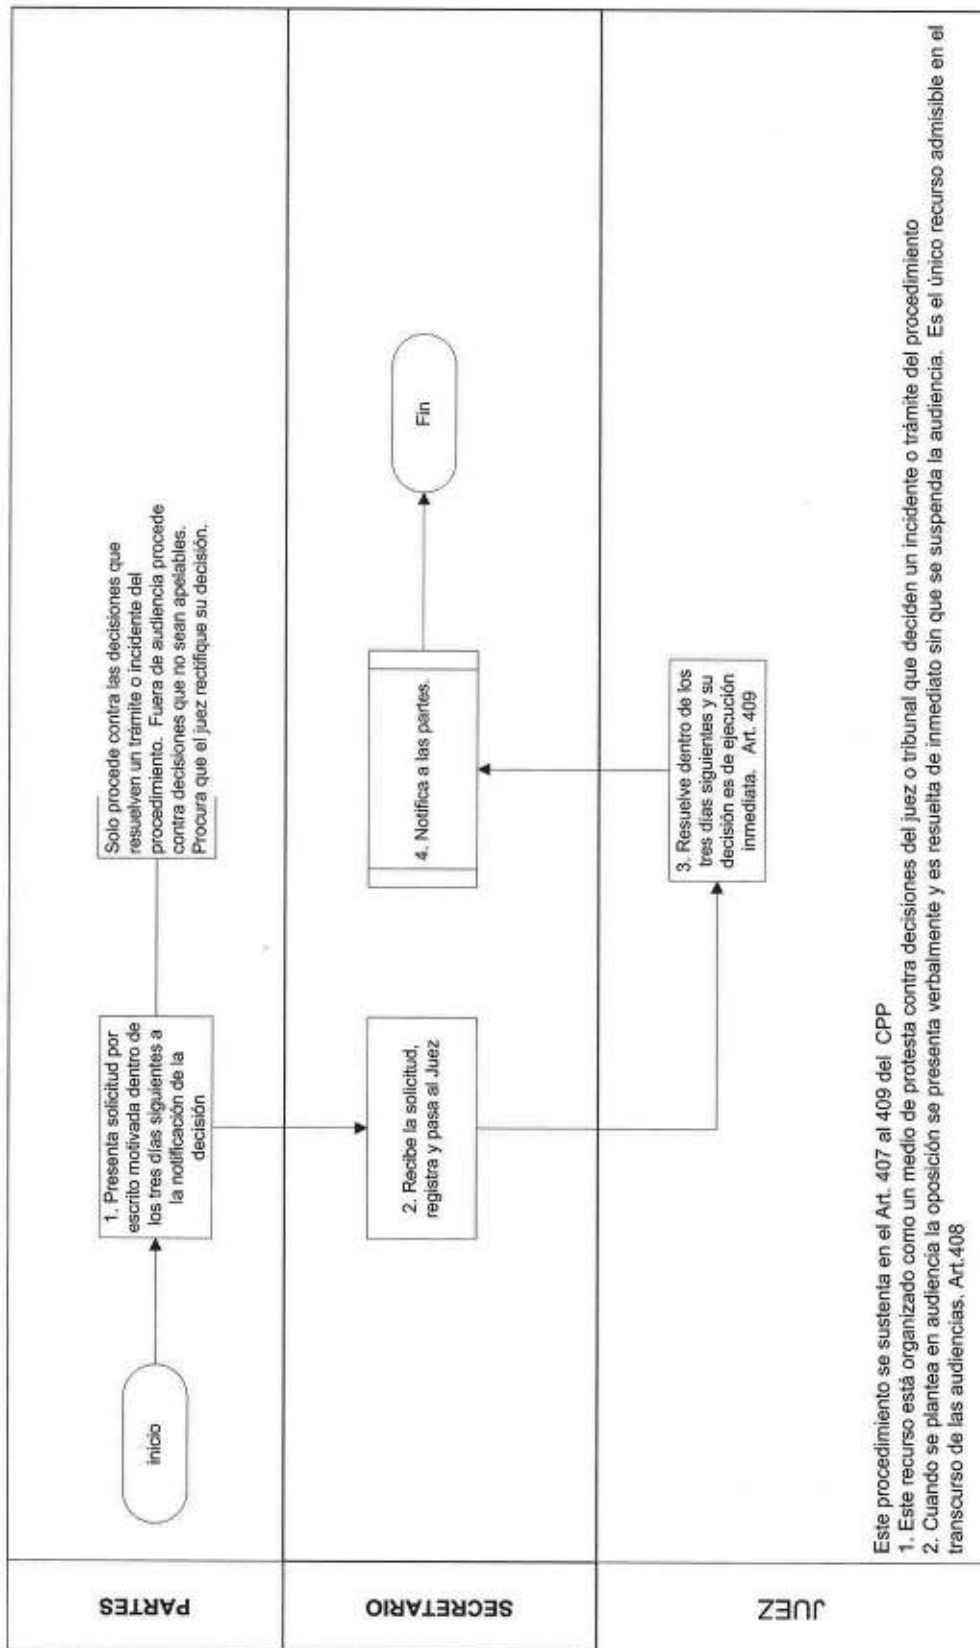 PARTES
inicio
1. Presenta solicitud por
escrito motivada dentro de
los tres días siguientes a
la notificación de la
decisión
Solo procede contra las decisiones que
resuelven un trámite o incidente del
procedimiento. Fuera de audiencia procede
contra decisiones que no sean apelables.
Procura que el juez rectifique su decisión.
SECRETARIO
2. Recibe la solicitud,
registra y pasa al Juez
4. Notifica a las partes.
Fin
JUEZ
3. Resuelve dentro de los
tres días siguientes y su
decisión es de ejecución
inmediata. Art. 409
Este procedimiento se sustenta en el Art. 407 al 409 del CPP
1. Este recurso está organizado como un medio de protesta contra decisiones del juez o tribunal que deciden un incidente o trámite del procedimiento
2. Cuando se plantea en audiencia la oposición se presenta verbalmente y es resuelta de inmediato sin que se suspenda la audiencia. Es el único recurso admisible en el
transcurso de las audiencias. Art.408